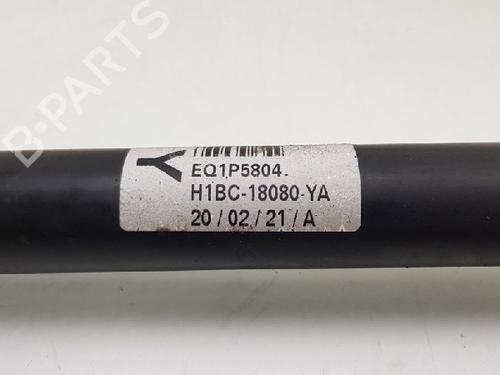 B-PARTS
Y
EQ1P5804.
H1BC-18080-YA
20/02/21/A